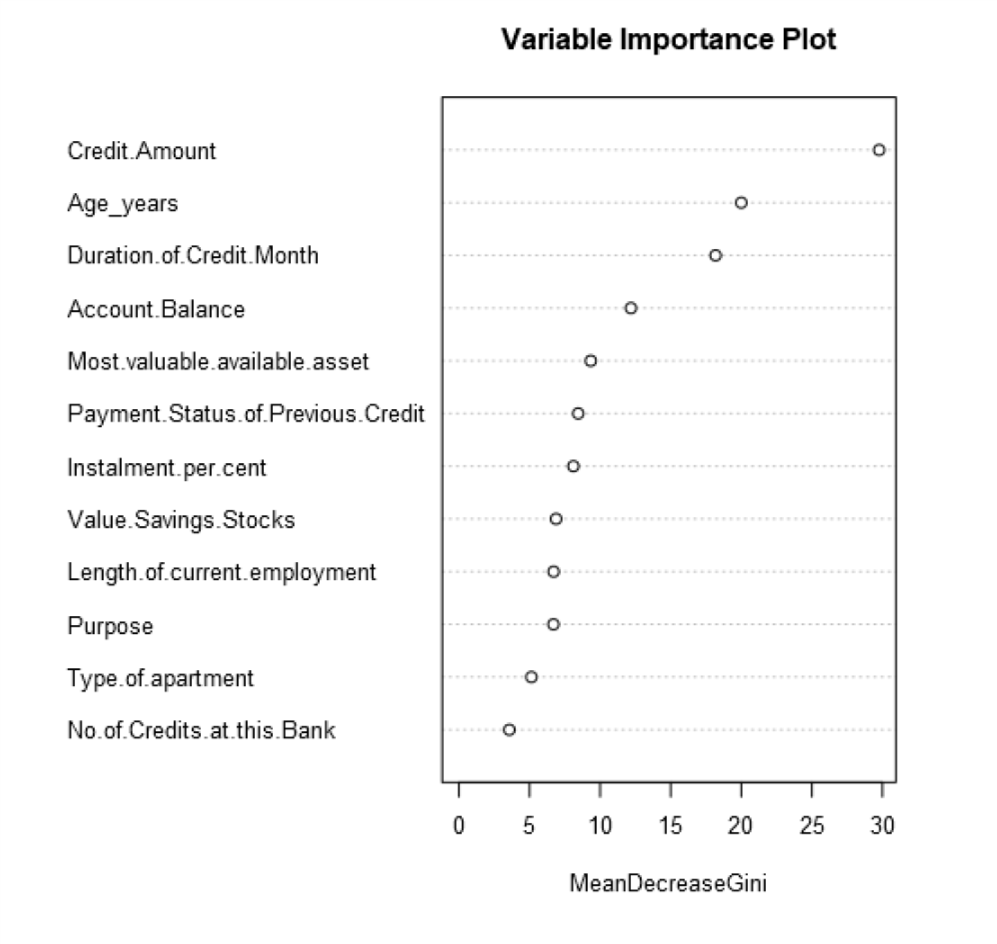 Variable Importance Plot
Credit.Amount
Age_years
Duration.of.Credit.Month
Account.Balance
Most.valuable.available.asset
Payment.Status.of.Previous.Credit
Instalment.per.cent
Value.Savings.Stocks
Length.of.current.employment
Purpose
Type.of.apartment
No.of.Credits.at.this.Bank
0 5 10 15 20 25 30
MeanDecreaseGini